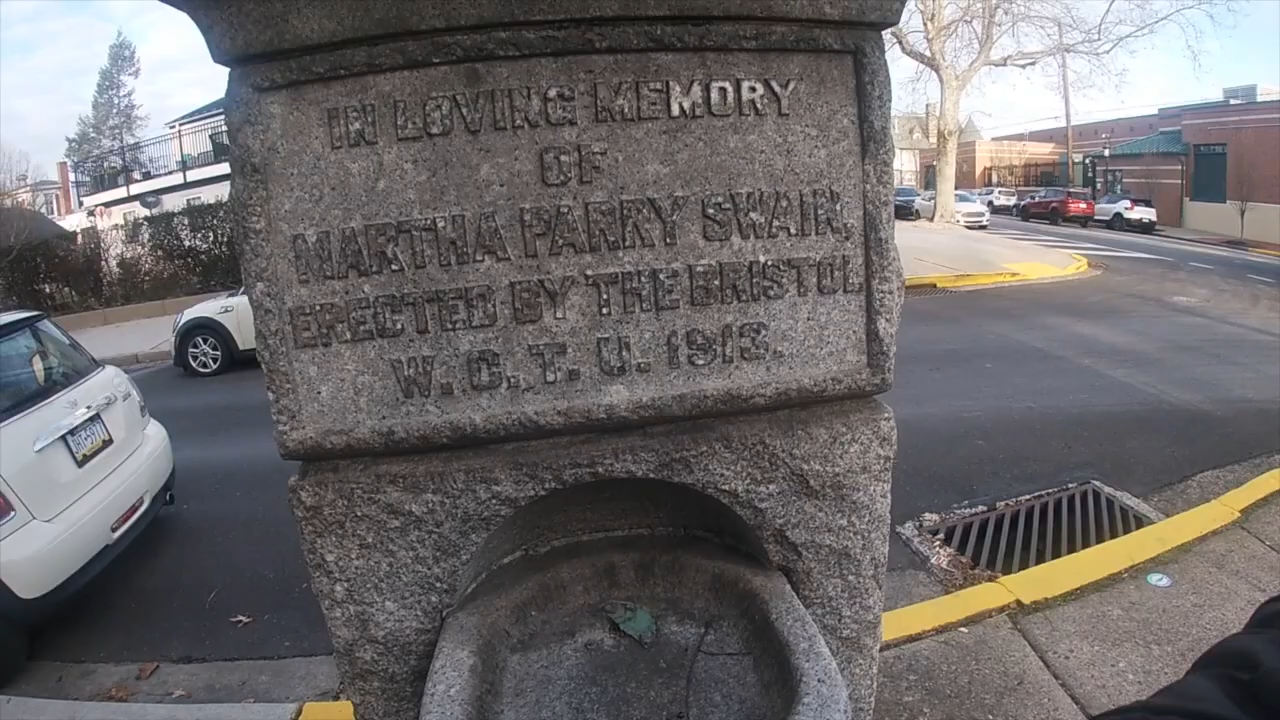 IN LOVING MEMORY
OF
MARTHA PARRY SWAIN.
ERECTED BY THE BRISTOL
W. C. T. U. 1913.